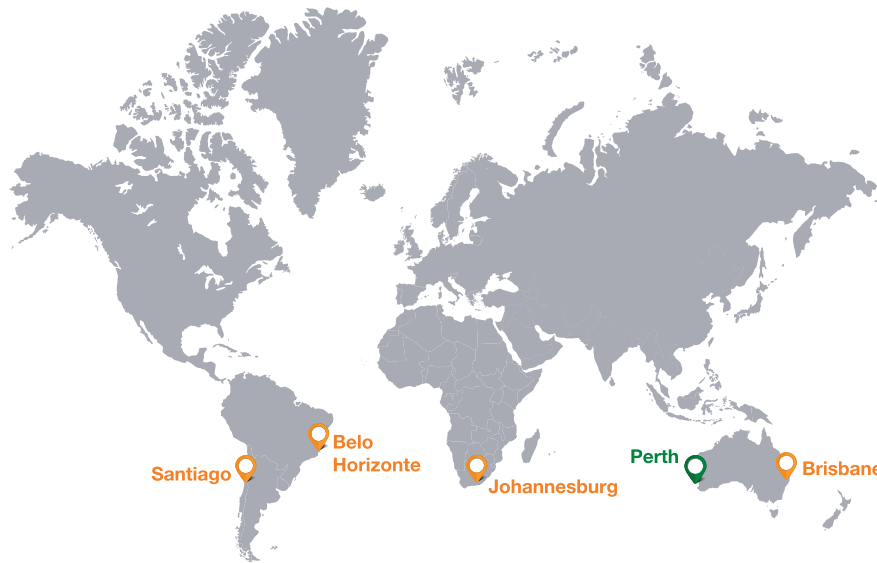 Belo
Horizonte
Santiago
Johannesburg
Perth
Brisbane